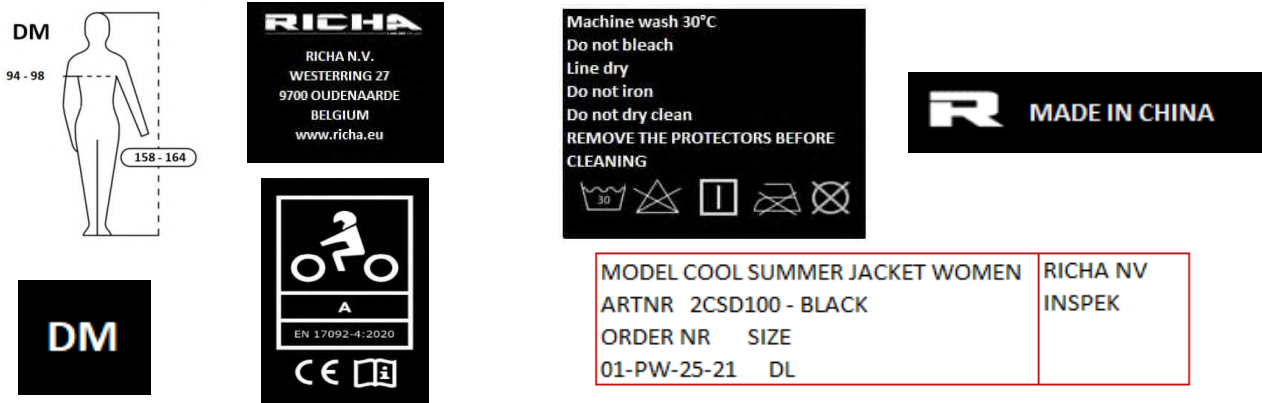 DM
94 - 98
158 - 164
DM
RICHA
RICHA N.V.
WESTERRING 27
9700 OUDENAARDE
BELGIUM
www.richa.eu
A
EN 17092-4:2020
CE
Machine wash 30°C
Do not bleach
Line dry
Do not iron
Do not dry clean
REMOVE THE PROTECTORS BEFORE
CLEANING
30
R MADE IN CHINA
MODEL COOL SUMMER JACKET WOMEN
ARTNR 2CSD100 - BLACK
ORDER NR SIZE
01-PW-25-21 DL
RICHA NV
INSPEK